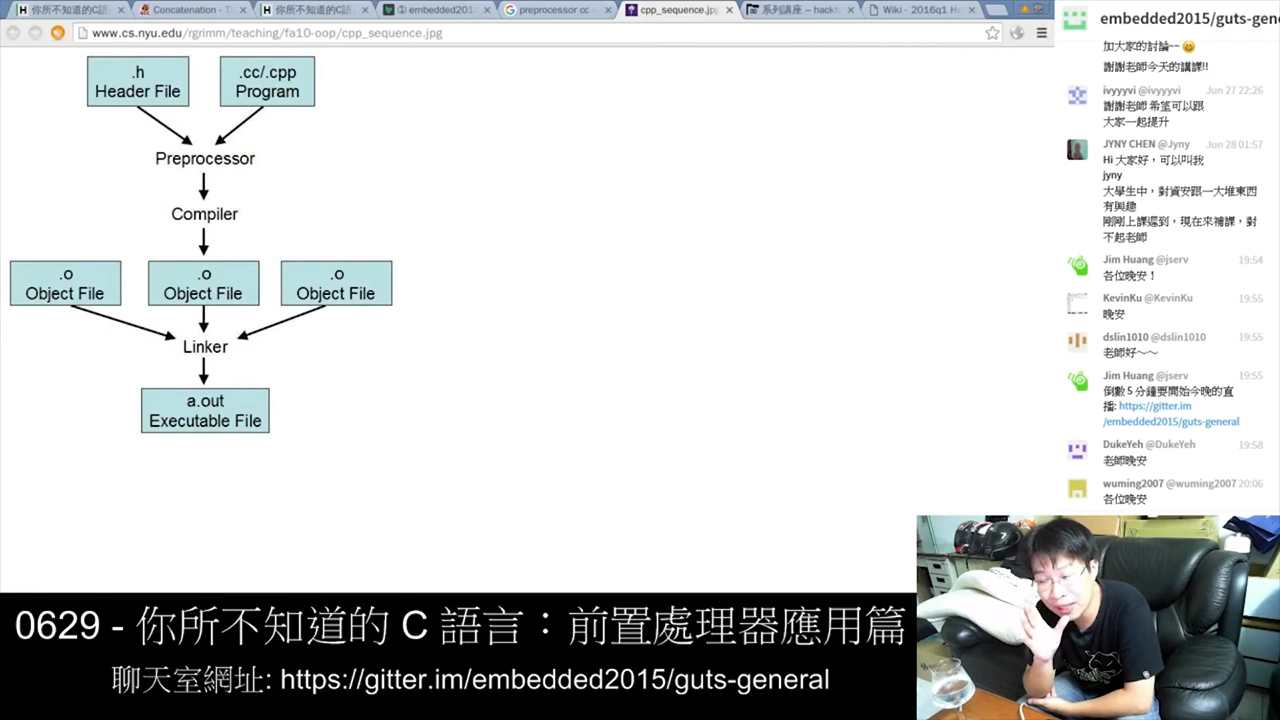 你所不知道的C語
Concatenation - T
你所不知道的C語
① embedded201
preprocessor cc -
cpp_sequence.jp
系列講座 – hack
Wiki - 2016q1 H
www.cs.nyu.edu/rgrimm/teaching/fa10-oop/cpp_sequence.jpg
.h
Header File
.cc/.cpp
Program
Preprocessor
Compiler
.o
Object File
.o
Object File
.o
Object File
Linker
a.out
Executable File
embedded2015/guts-gene
加大家的討論~~
謝謝老師今天的講課!!
ivyyyvi @ivyyyvi Jun 27 22:26
謝謝老師 希望可以跟
大家一起提升
JYNY CHEN @Jyny Jun 28 01:57
Hi 大家好，可以叫我
jyny
大學生中，對資安跟一大堆東西
有興趣
剛剛上課遲到，現在來補課，對
不起老師
Jim Huang @jserv 19:54
各位晚安！
KevinKu @KevinKu 19:55
晚安
dslin1010 @dslin1010 19:55
老師好～～
Jim Huang @jserv 19:55
倒數 5 分鐘要開始今晚的直
播: https://gitter.im
/embedded2015/guts-general
DukeYeh @DukeYeh 19:58
老師晚安
wuming2007 @wuming2007 20:06
各位晚安
0629 - 你所不知道的 C 語言：前置處理器應用篇
聊天室網址: https://gitter.im/embedded2015/guts-general